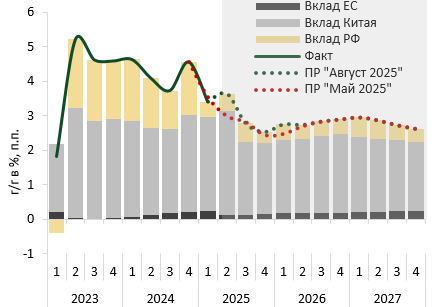 Вклад ЕС
Вклад Китая
Вклад РФ
Факт
ПР "Август 2025"
ПР "Май 2025"
г/г в %, п.п.
6
5
4
3
2
1
0
-1
1 2 3 4 1 2 3 4 1 2 3 4 1 2 3 4 1 2 3 4
2023 2024 2025 2026 2027